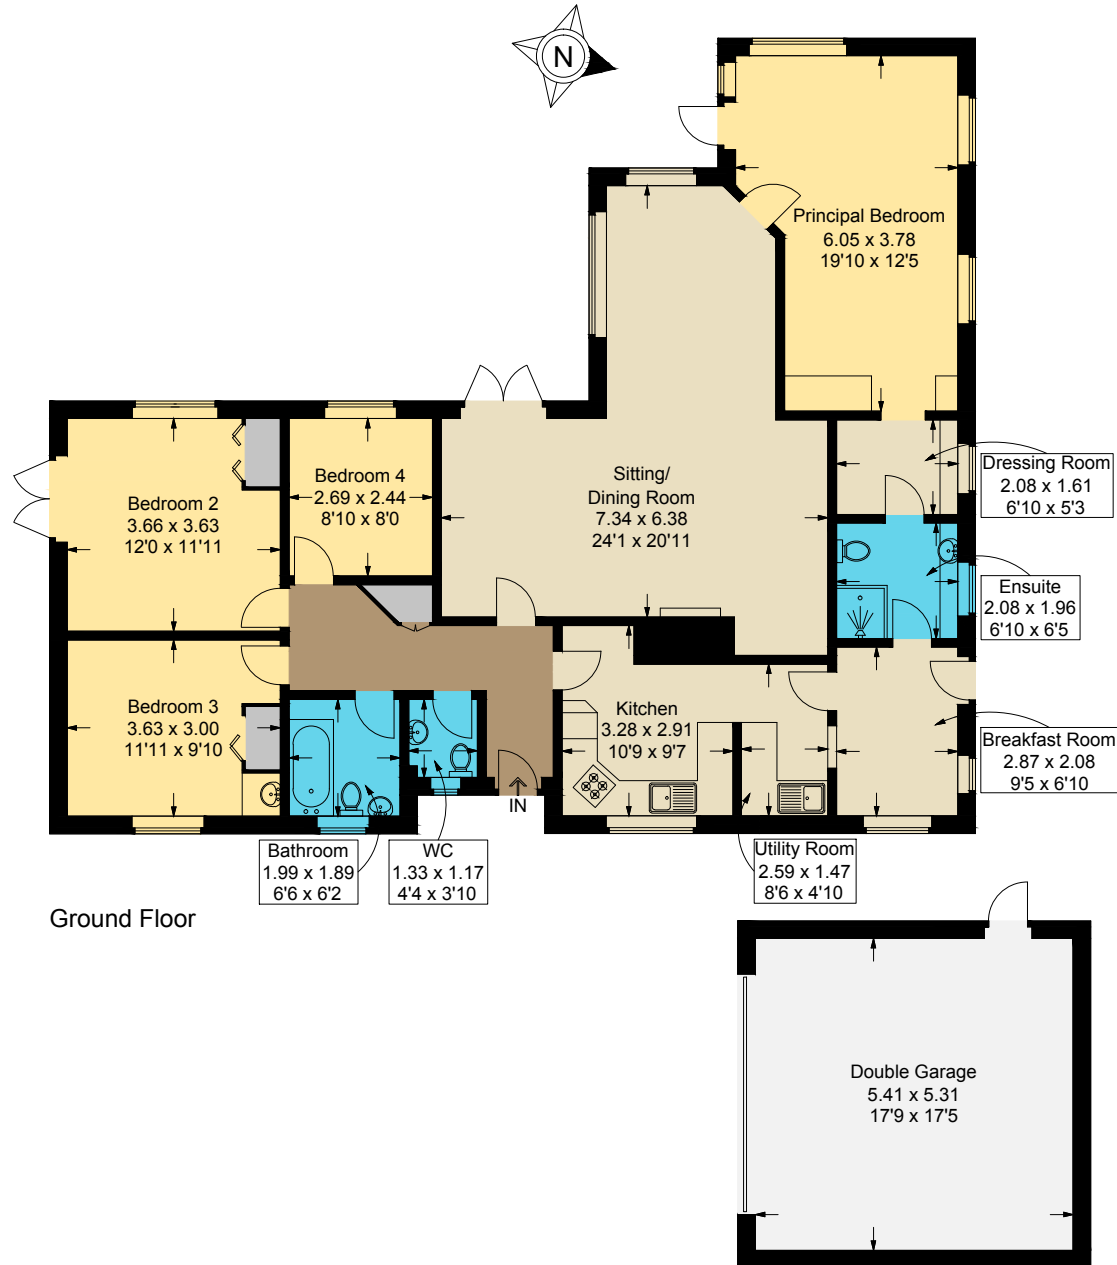 N
Principal Bedroom
6.05 x 3.78
19'10 x 12'5
Bedroom 2
3.66 x 3.63
12'0 x 11'11
Bedroom 4
2.69 x 2.44
8'10 x 8'0
Sitting/
Dining Room
7.34 x 6.38
24'1 x 20'11
Dressing Room
2.08 x 1.61
6'10 x 5'3
Ensuite
2.08 x 1.96
6'10 x 6'5
Bedroom 3
3.63 x 3.00
11'11 x 9'10
Kitchen
3.28 x 2.91
10'9 x 9'7
Breakfast Room
2.87 x 2.08
9'5 x 6'10
IN
Bathroom
1.99 x 1.89
6'6 x 6'2
WC
1.33 x 1.17
4'4 x 3'10
Utility Room
2.59 x 1.47
8'6 x 4'10
Ground Floor
Double Garage
5.41 x 5.31
17'9 x 17'5